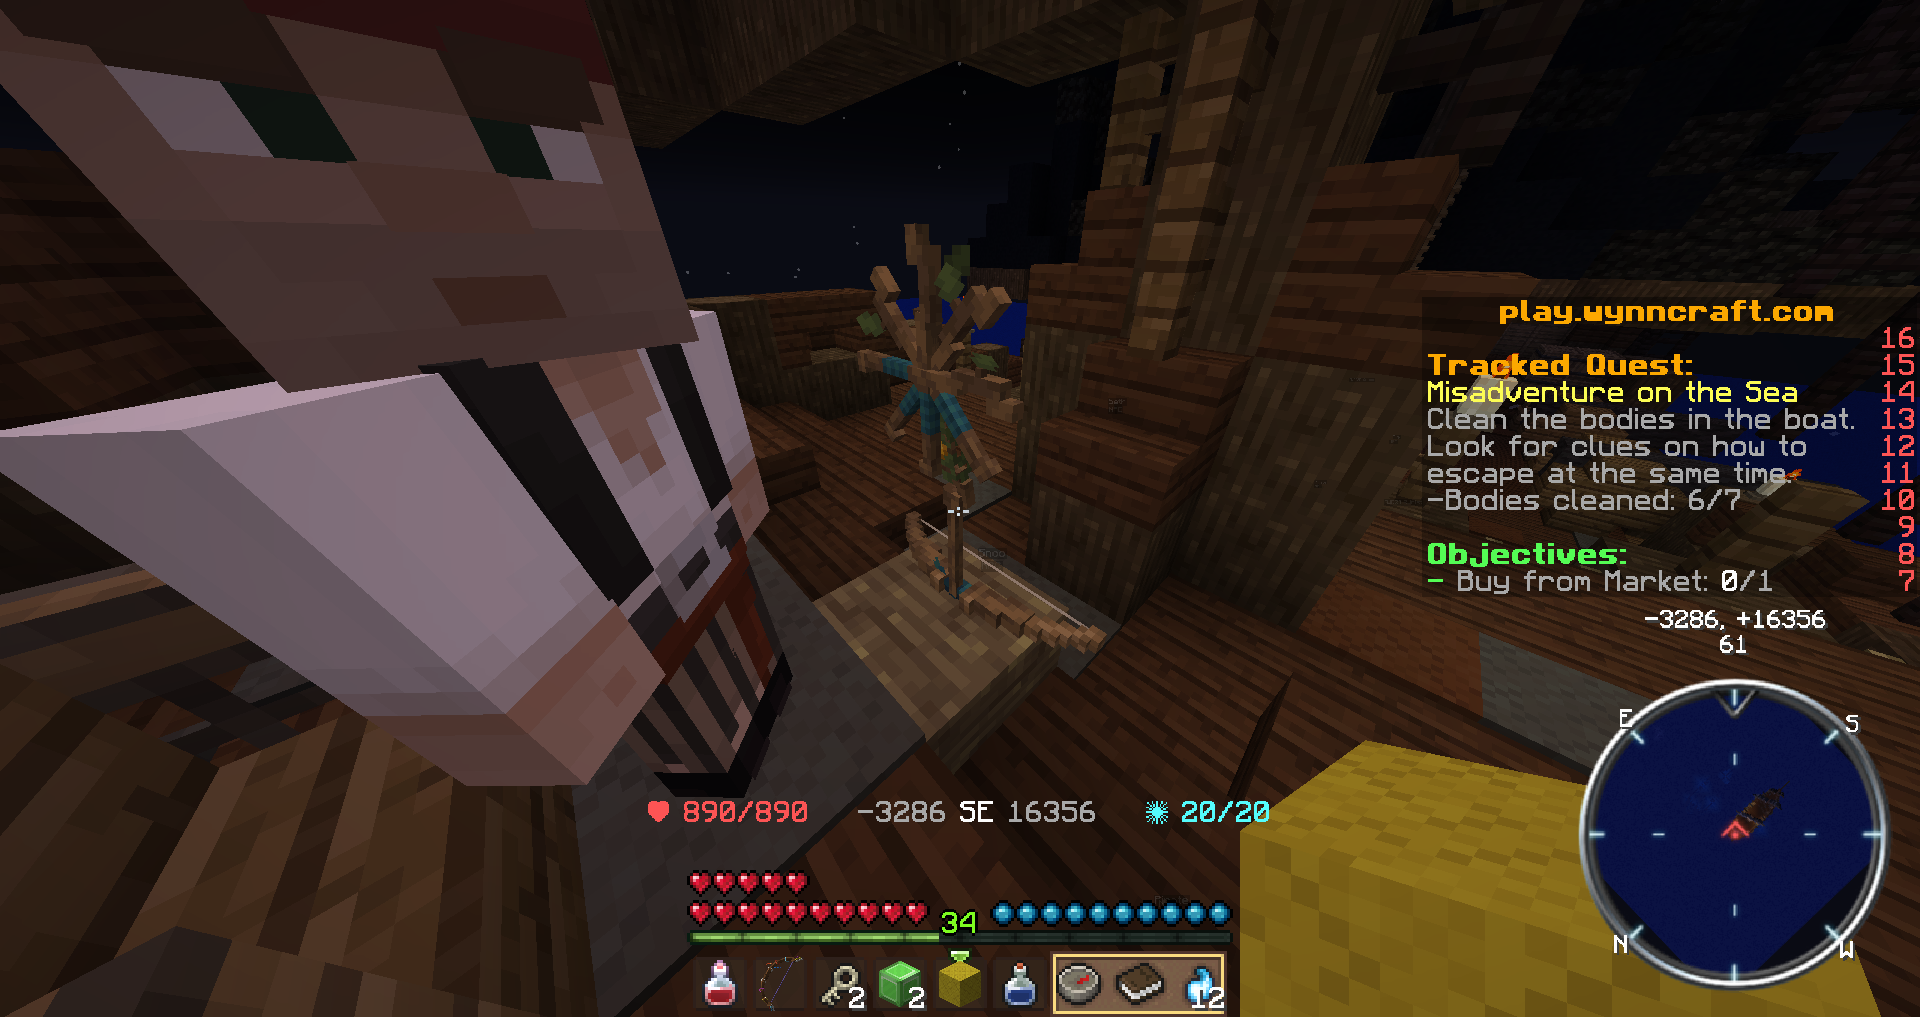 play.wynncraft.com
16
Tracked Quest: 15
Misadventure on the Sea 14
Clean the bodies in the boat. 13
Look for clues on how to 12
escape at the same time. 11
-Bodies cleaned: 6/7 10
9
Objectives: 8
- Buy from Market: 0/1 7
-3286, +16356
61
E
S
N
W
890/890 -3286 SE 16356 20/20
34
2
2
12